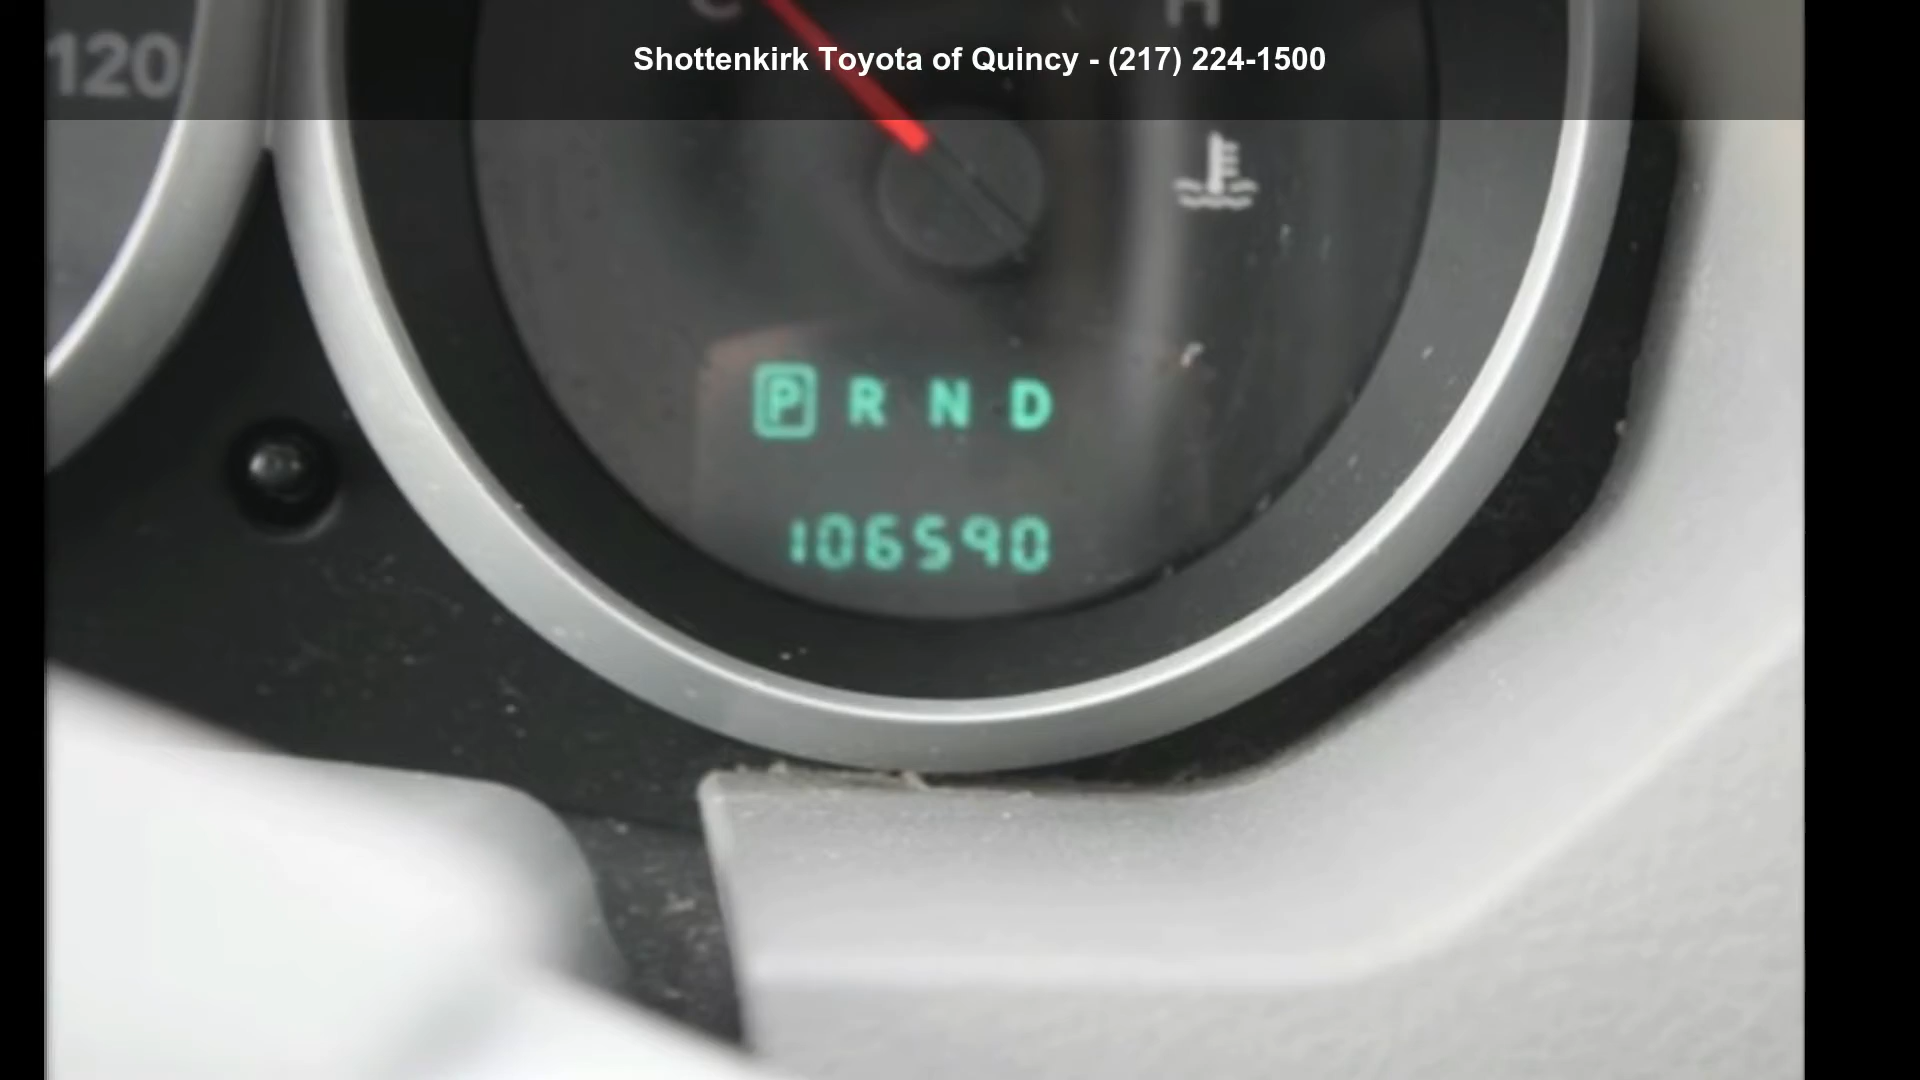 Shottenkirk Toyota of Quincy - (217) 224-1500
C H
120
P R N D
106590